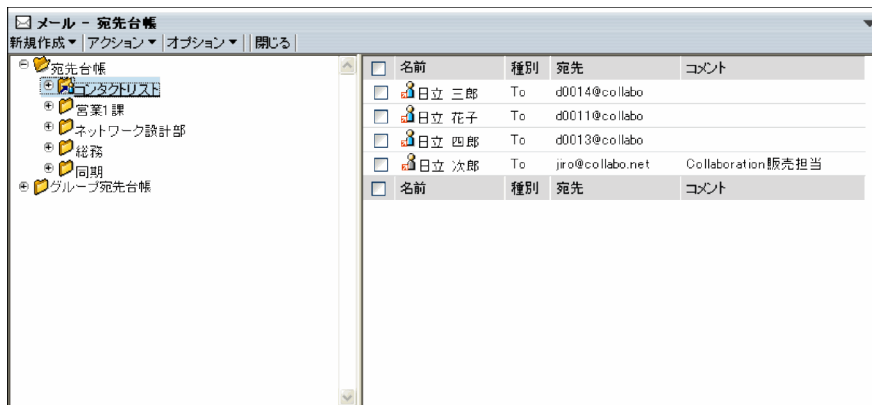 メール - 宛先台帳
新規作成▼ アクション▼ オプション▼ 閉じる
宛先台帳
コンタクトリスト
営業1課
ネットワーク設計部
総務
同期
グループ宛先台帳
名前 種別 宛先 コメント
日立 三郎 To d0014@collabo
日立 花子 To d0011@collabo
日立 四郎 To d0013@collabo
日立 次郎 To jiro@collabo.net Collaboration販売担当
名前 種別 宛先 コメント